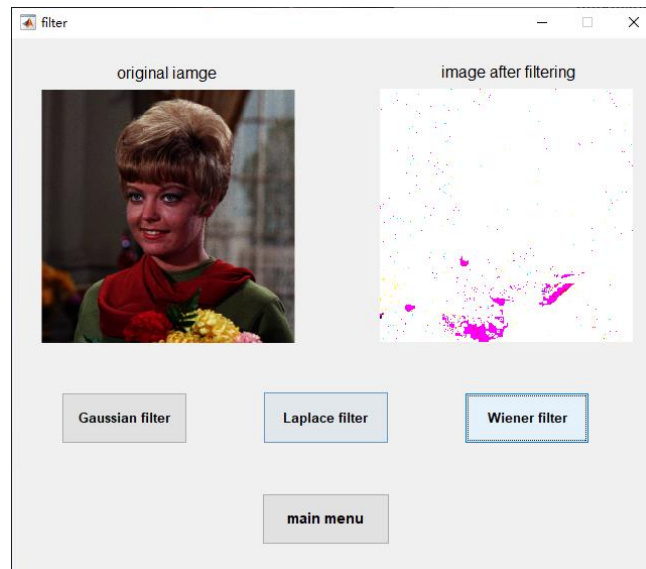 filter
original iamge
image after filtering
Gaussian filter
Laplace filter
Wiener filter
main menu